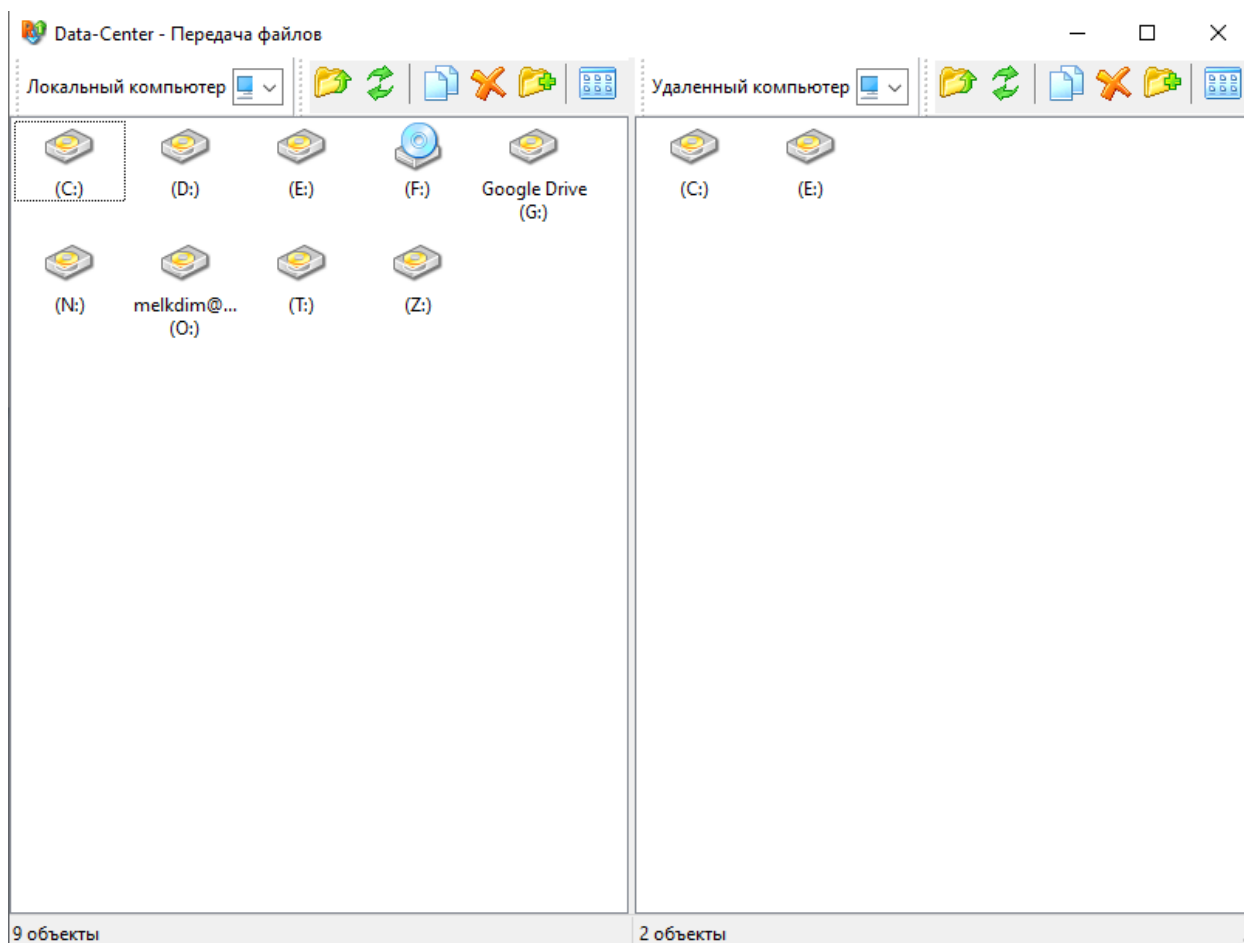 Data-Center - Передача файлов
Локальный компьютер
Удаленный компьютер
(C:)
(D:)
(E:)
(F:)
Google Drive
(G:)
(N:)
melkdim@...
(O:)
(T:)
(Z:)
(C:)
(E:)
9 объекты
2 объекты